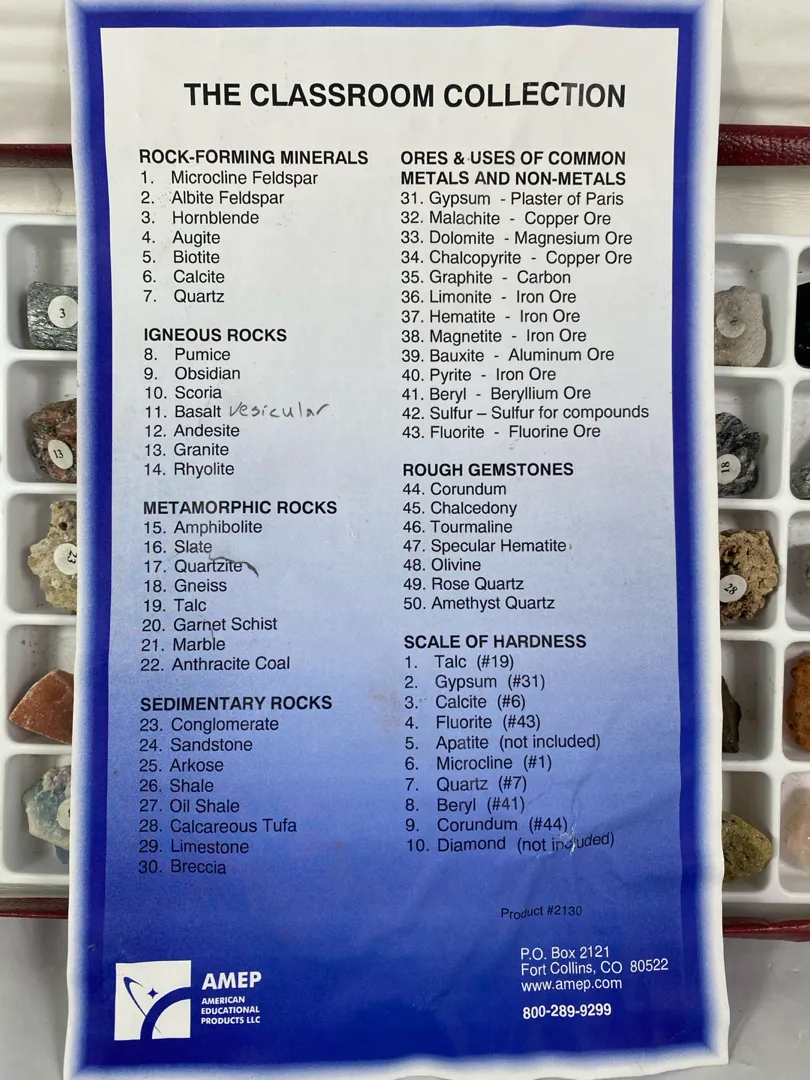 THE CLASSROOM COLLECTION
ROCK-FORMING MINERALS
1. Microcline Feldspar
2. Albite Feldspar
3. Hornblende
4. Augite
5. Biotite
6. Calcite
7. Quartz
IGNEOUS ROCKS
8. Pumice
9. Obsidian
10. Scoria
11. Basalt vesicular
12. Andesite
13. Granite
14. Rhyolite
METAMORPHIC ROCKS
15. Amphibolite
16. Slate
17. Quartzite
18. Gneiss
19. Talc
20. Garnet Schist
21. Marble
22. Anthracite Coal
SEDIMENTARY ROCKS
23. Conglomerate
24. Sandstone
25. Arkose
26. Shale
27. Oil Shale
28. Calcareous Tufa
29. Limestone
30. Breccia
ORES & USES OF COMMON
METALS AND NON-METALS
31. Gypsum - Plaster of Paris
32. Malachite - Copper Ore
33. Dolomite - Magnesium Ore
34. Chalcopyrite - Copper Ore
35. Graphite - Carbon
36. Limonite - Iron Ore
37. Hematite - Iron Ore
38. Magnetite - Iron Ore
39. Bauxite - Aluminum Ore
40. Pyrite - Iron Ore
41. Beryl - Beryllium Ore
42. Sulfur – Sulfur for compounds
43. Fluorite - Fluorine Ore
ROUGH GEMSTONES
44. Corundum
45. Chalcedony
46. Tourmaline
47. Specular Hematite
48. Olivine
49. Rose Quartz
50. Amethyst Quartz
SCALE OF HARDNESS
1. Talc (#19)
2. Gypsum (#31)
3. Calcite (#6)
4. Fluorite (#43)
5. Apatite (not included)
6. Microcline (#1)
7. Quartz (#7)
8. Beryl (#41)
9. Corundum (#44)
10. Diamond (not included)
Product #2130
AMEP
AMERICAN
EDUCATIONAL
PRODUCTS LLC
P.O. Box 2121
Fort Collins, CO 80522
www.amep.com
800-289-9299
3
13
23
18
28